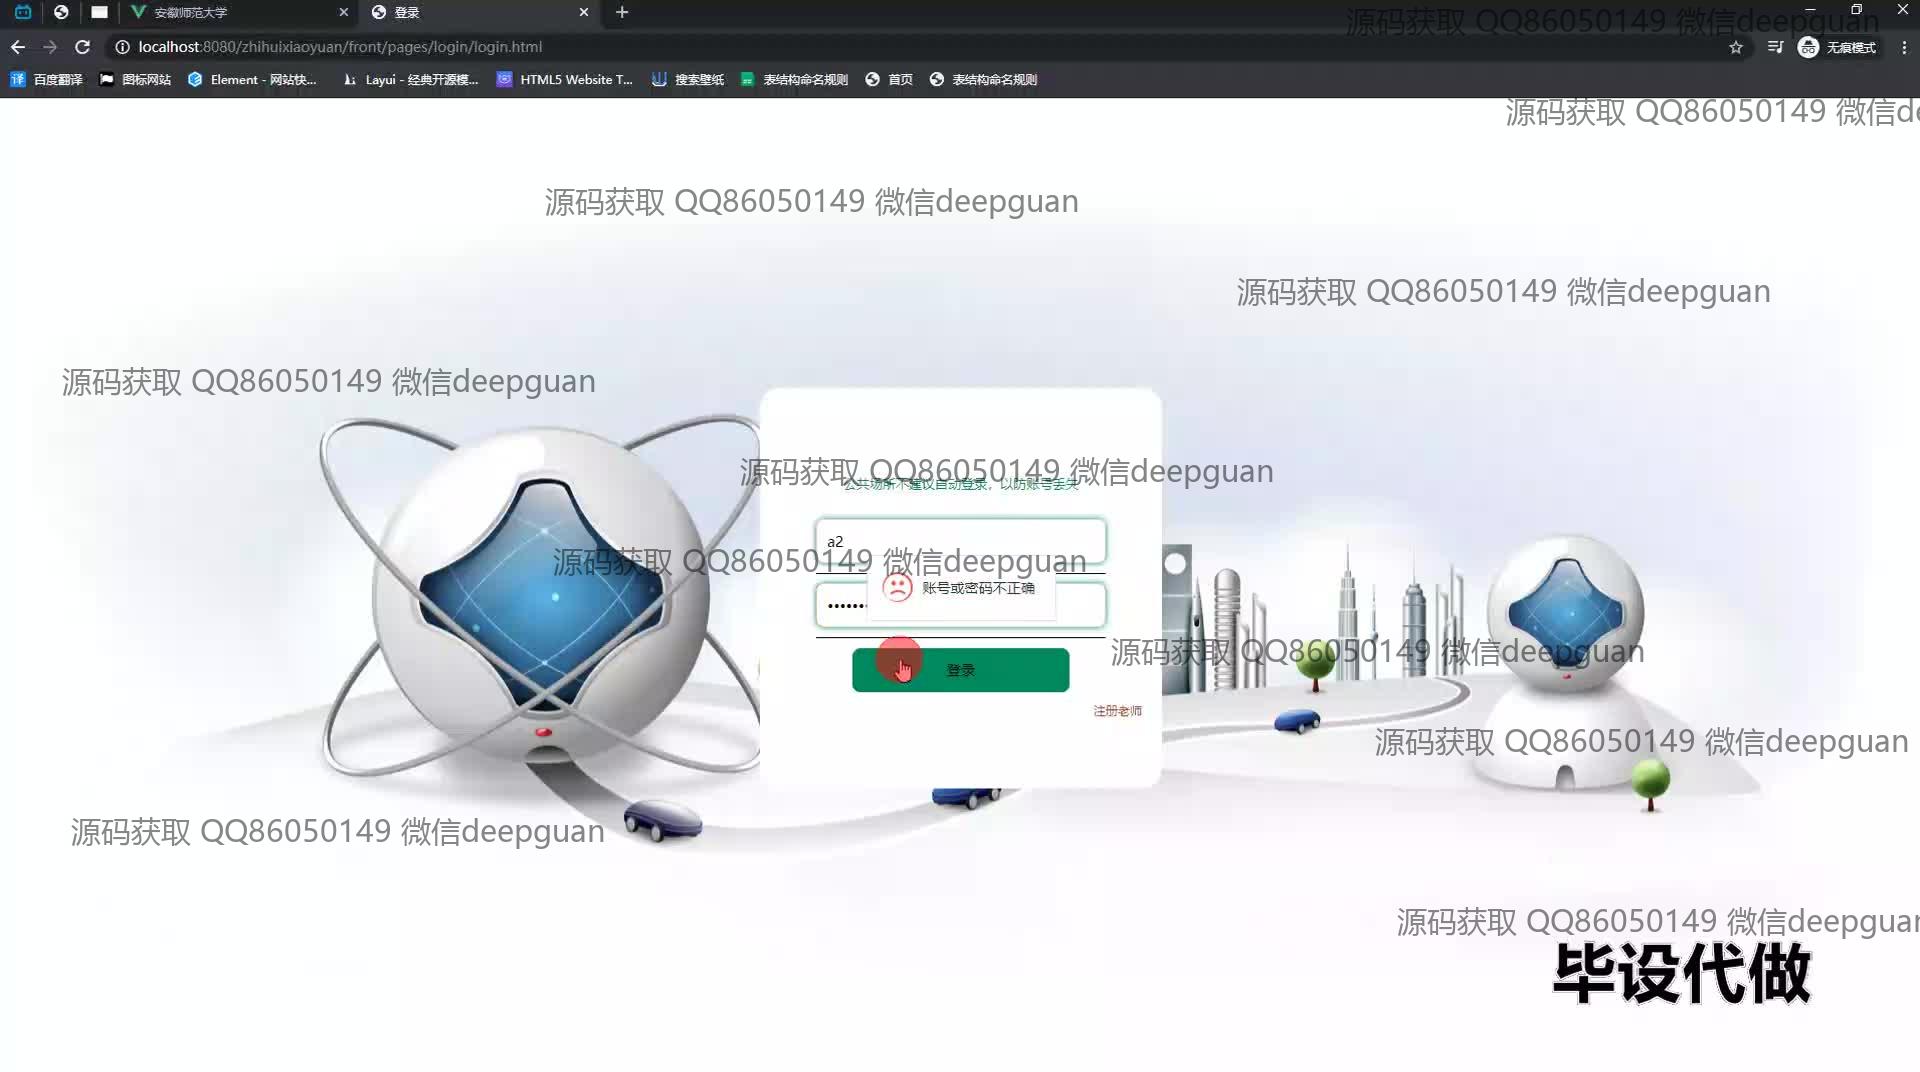 安徽师范大学
登录
源码获取 QQ86050149 微信deepguan
localhost:8080/zhihuixiaoyuan/front/pages/login/login.html
无痕模式
百度翻译
图标网站
Element - 网站快...
Layui - 经典开源模...
HTML5 Website T...
搜索壁纸
表结构命名规则
首页
表结构命名规则
源码获取 QQ86050149 微信de
源码获取 QQ86050149 微信deepguan
源码获取 QQ86050149 微信deepguan
源码获取 QQ86050149 微信deepguan
源码获取 QQ86050149 微信deepguan
公共场所不建议自动登录，以防账号丢失
a2
源码获取 QQ86050149 微信deepguan
账号或密码不正确
源码获取 QQ86050149 微信deepguan
登录
注册老师
源码获取 QQ86050149 微信deepguan
源码获取 QQ86050149 微信deepguan
源码获取 QQ86050149 微信deepguan
毕设代做